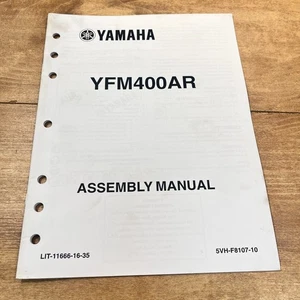 YAMAHA
YFM400AR
ASSEMBLY MANUAL
LIT-11666-16-35 5VH-F8107-10